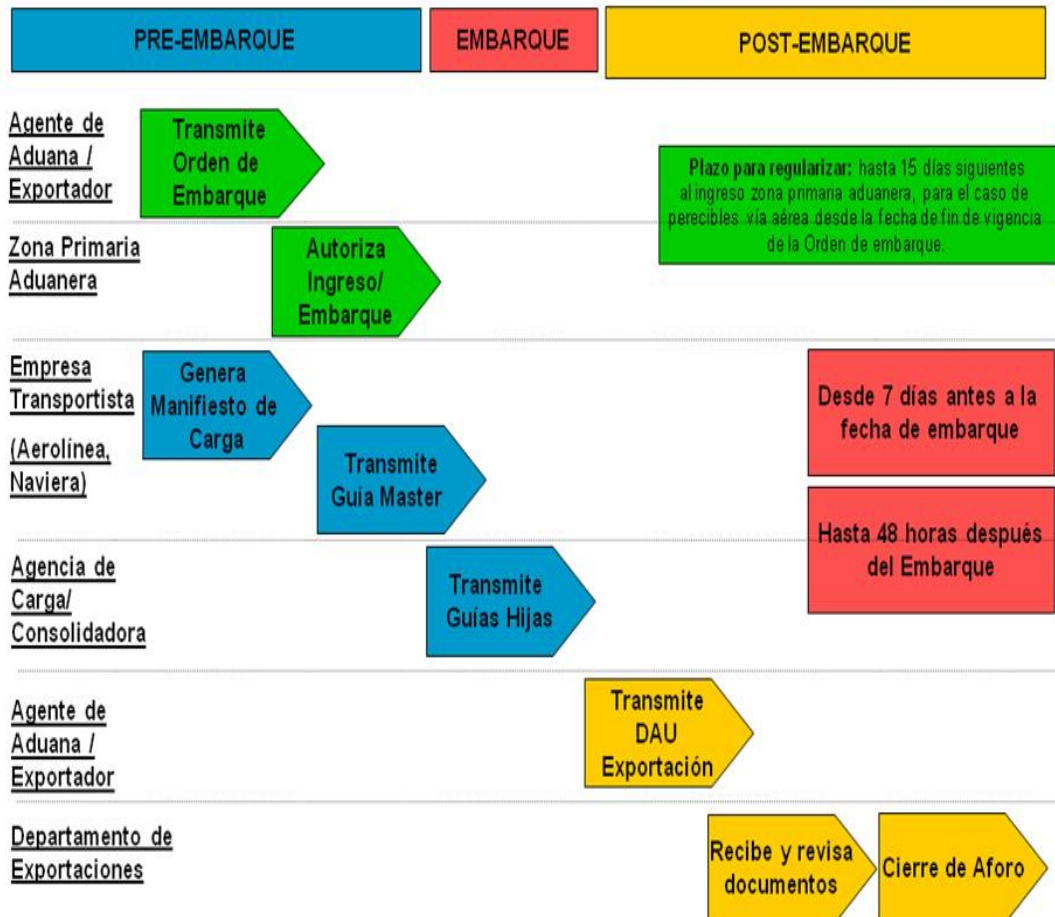 PRE-EMBARQUE
EMBARQUE
POST-EMBARQUE
Agente de
Aduana /
Exportador
Transmite
Orden de
Embarque
Plazo para regularizar: hasta 15 días siguientes
al ingreso zona primaria aduanera, para el caso de
perecibles vía aérea desde la fecha de fin de vigencia
de la Orden de embarque.
Zona Primaria
Aduanera
Autoriza
Ingreso/
Embarque
Empresa
Transportista
(Aerolínea,
Naviera)
Genera
Manifiesto de
Carga
Transmite
Guía Master
Desde 7 días antes a la
fecha de embarque
Hasta 48 horas después
del Embarque
Agencia de
Carga/
Consolidadora
Transmite
Guías Hijas
Agente de
Aduana /
Exportador
Transmite
DAU
Exportación
Departamento de
Exportaciones
Recibe y revisa
documentos
Cierre de Aforo